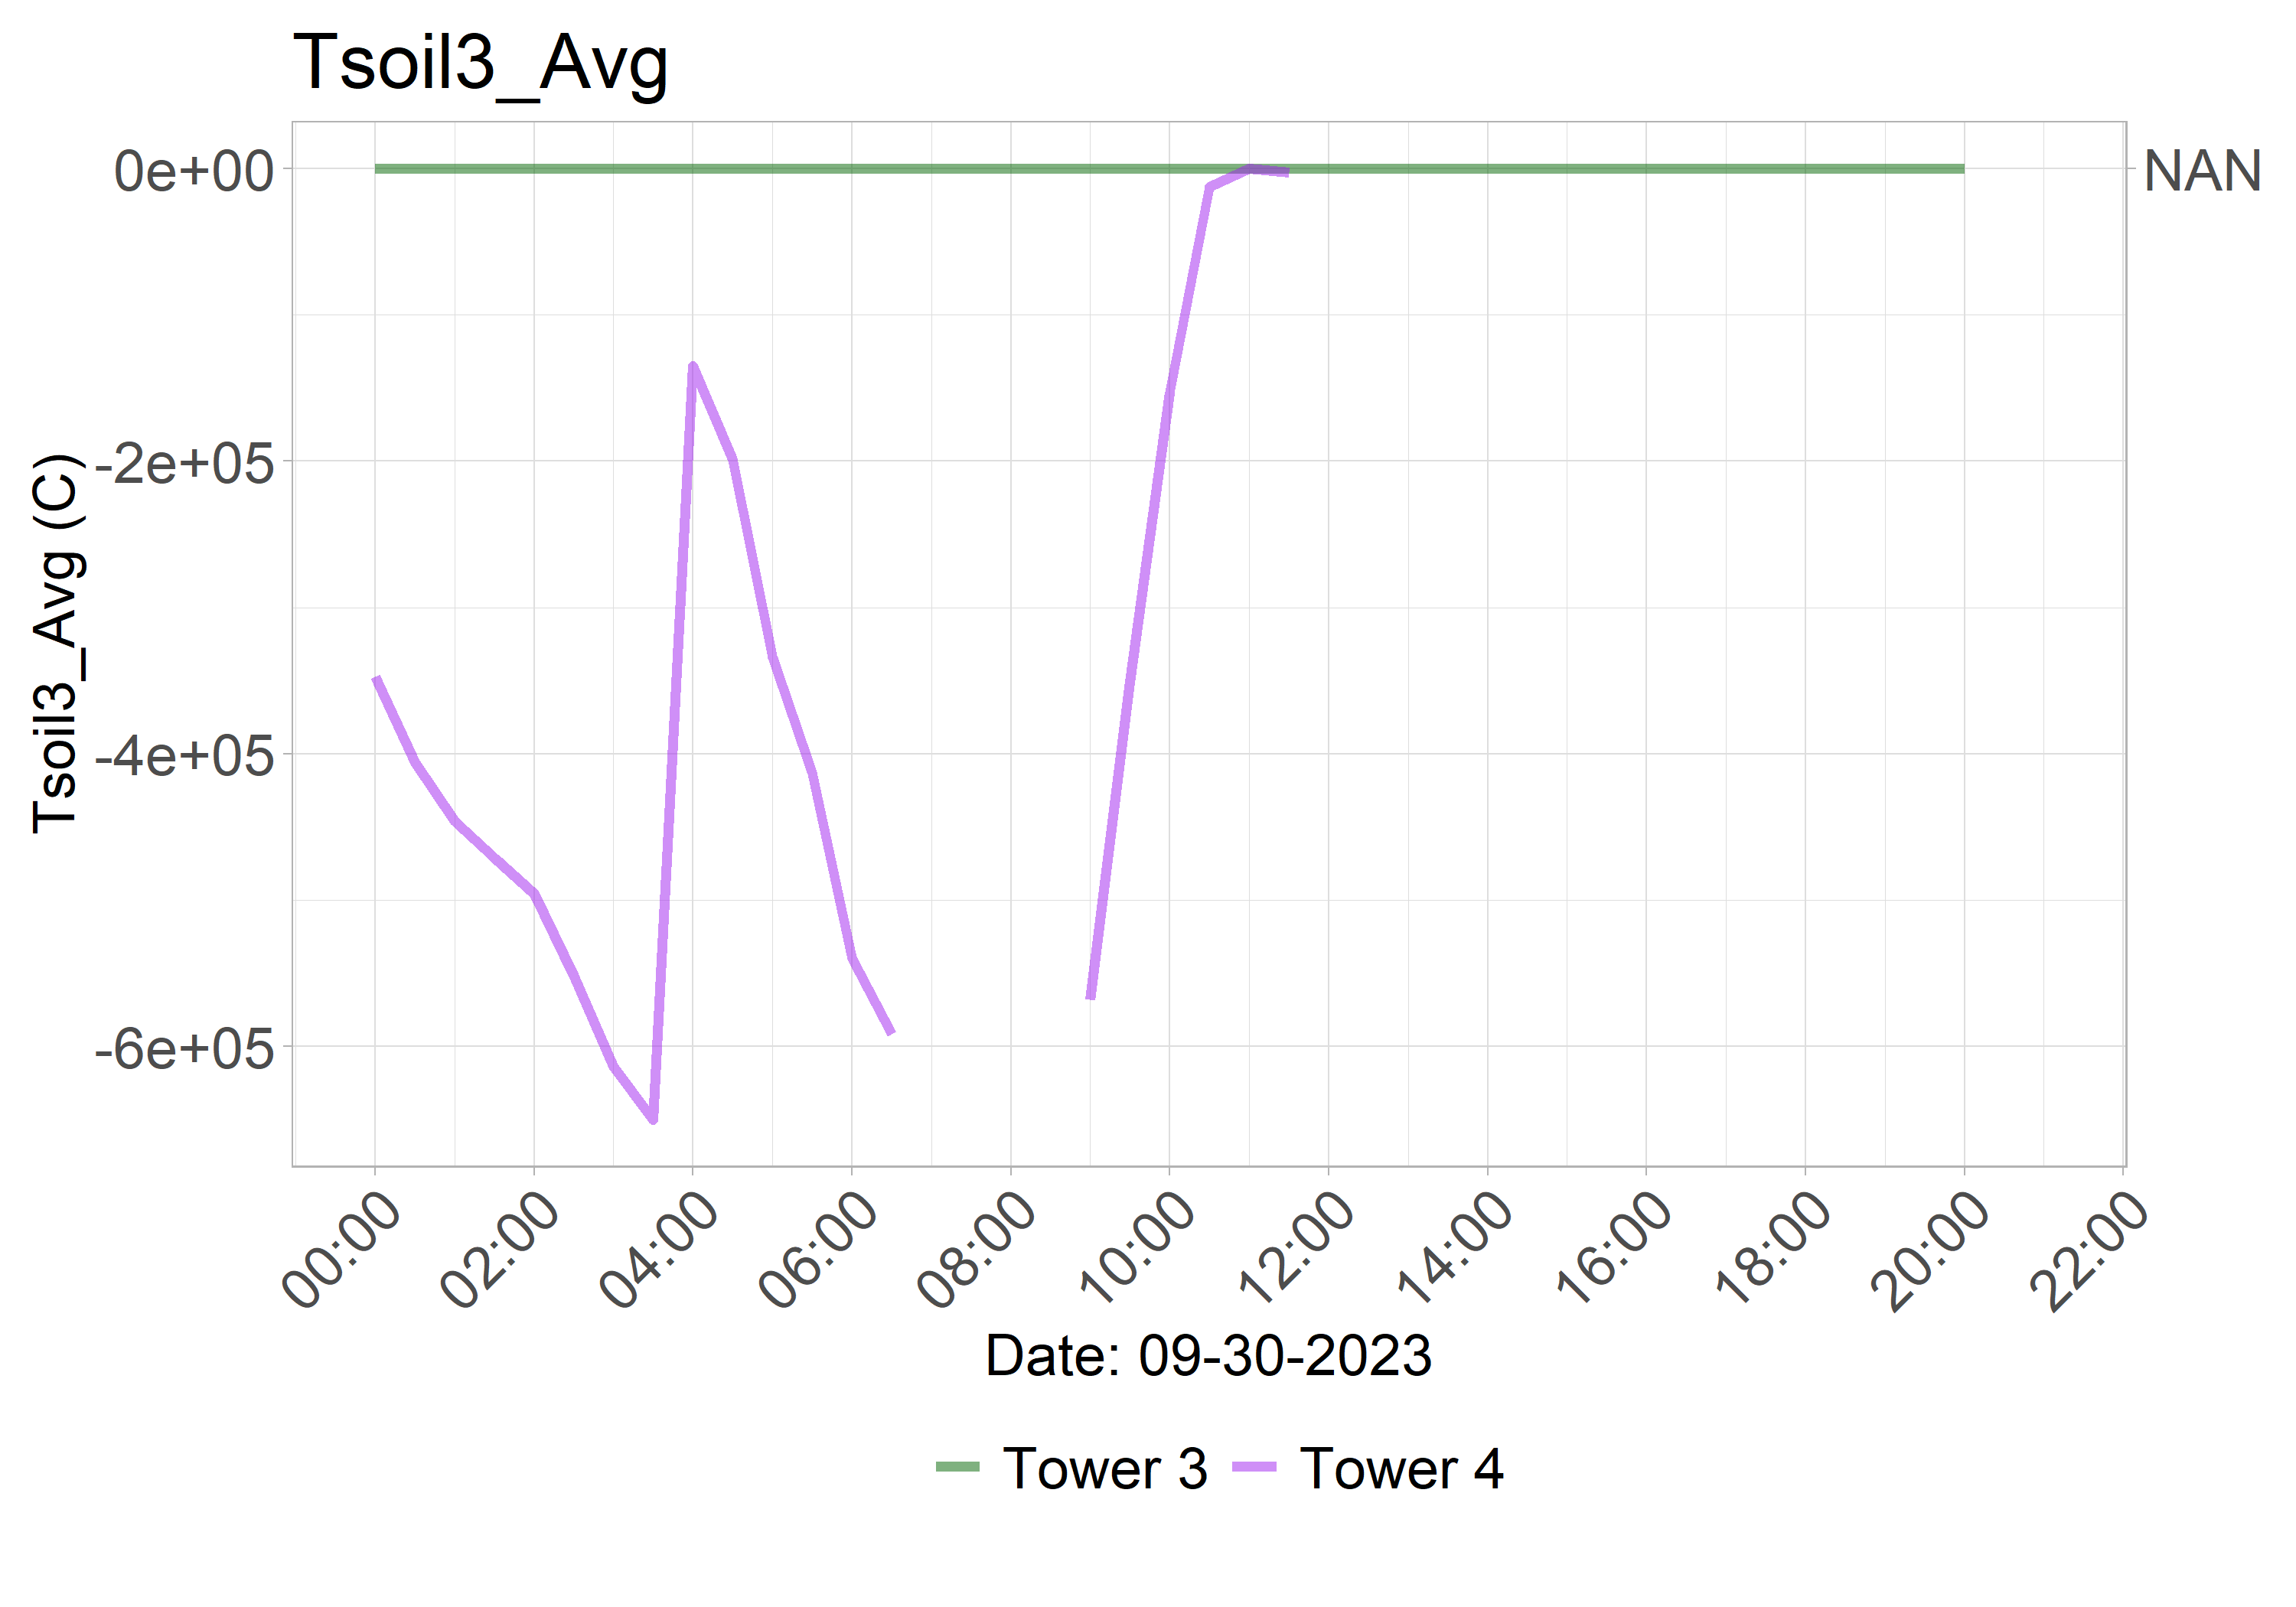 Tsoil3_Avg
0e+00
-2e+05
-4e+05
-6e+05
Tsoil3_Avg (C)
NAN
00:00
02:00
04:00
06:00
08:00
10:00
12:00
14:00
16:00
18:00
20:00
22:00
Date: 09-30-2023
Tower 3 Tower 4